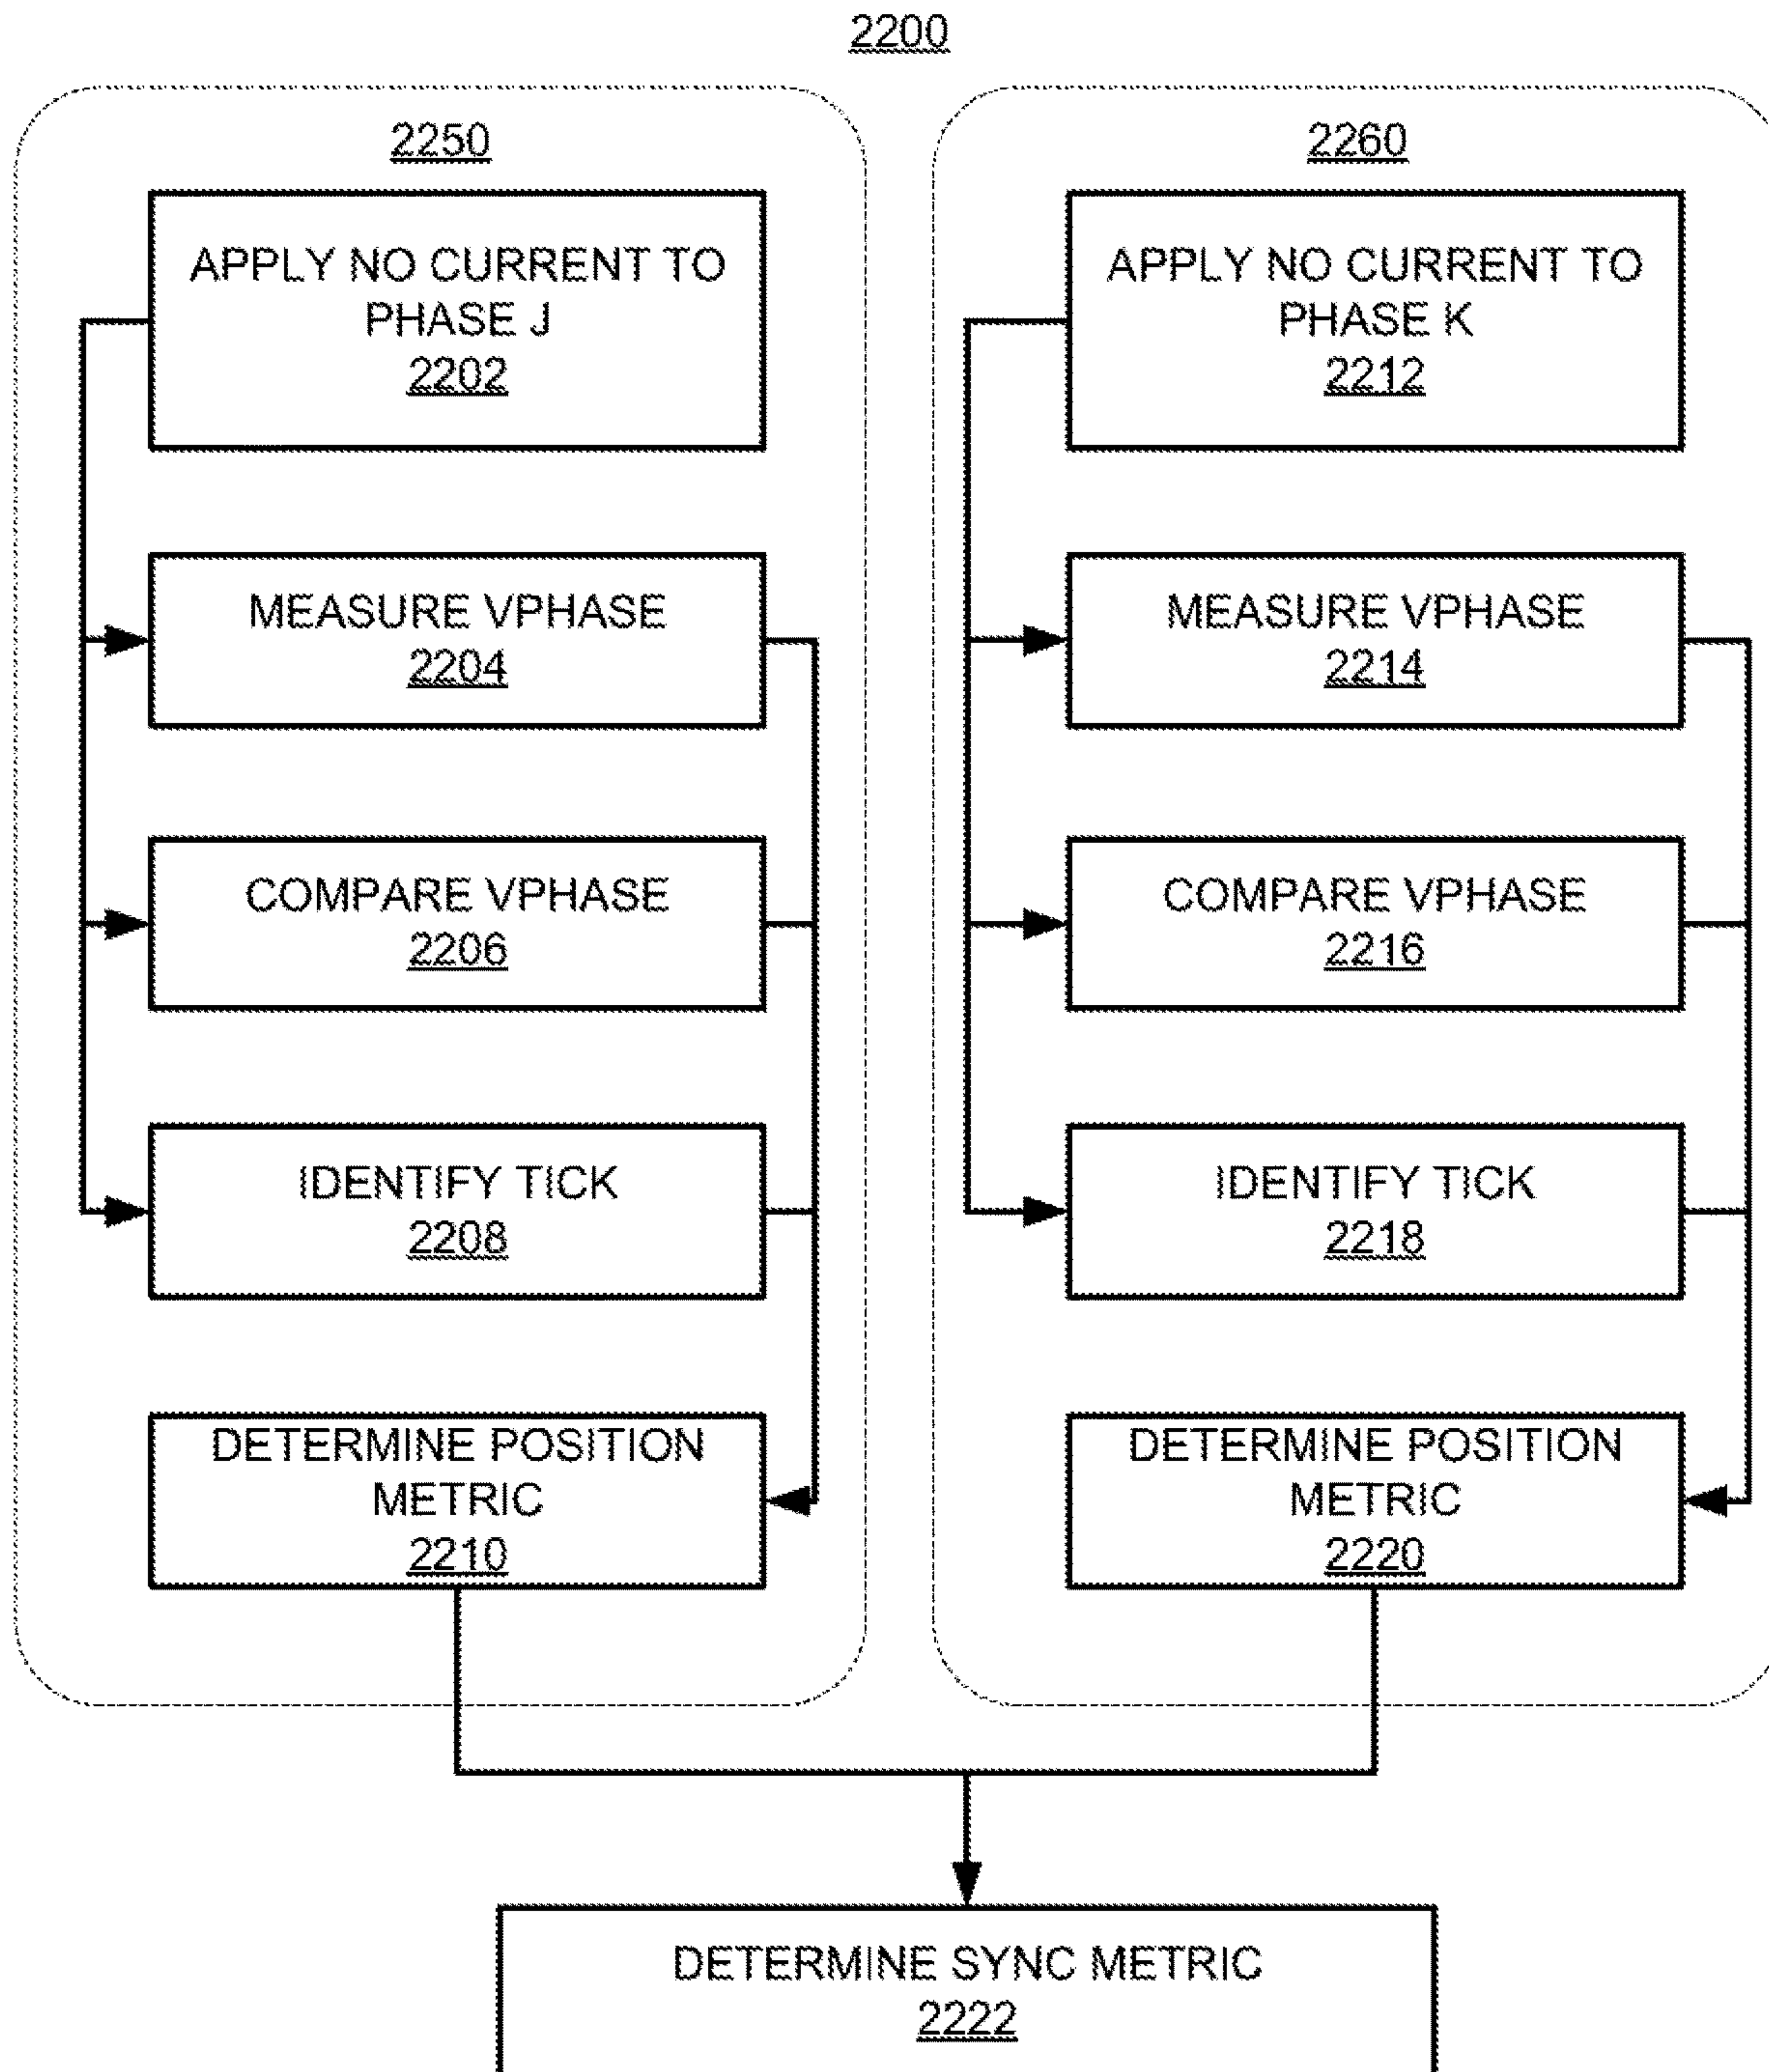 2200
2250
APPLY NO CURRENT TO
PHASE J
2202
MEASURE VPHASE
2204
COMPARE VPHASE
2206
IDENTIFY TICK
2208
DETERMINE POSITION
METRIC
2210
2260
APPLY NO CURRENT TO
PHASE K
2212
MEASURE VPHASE
2214
COMPARE VPHASE
2216
IDENTIFY TICK
2218
DETERMINE POSITION
METRIC
2220
DETERMINE SYNC METRIC
2222